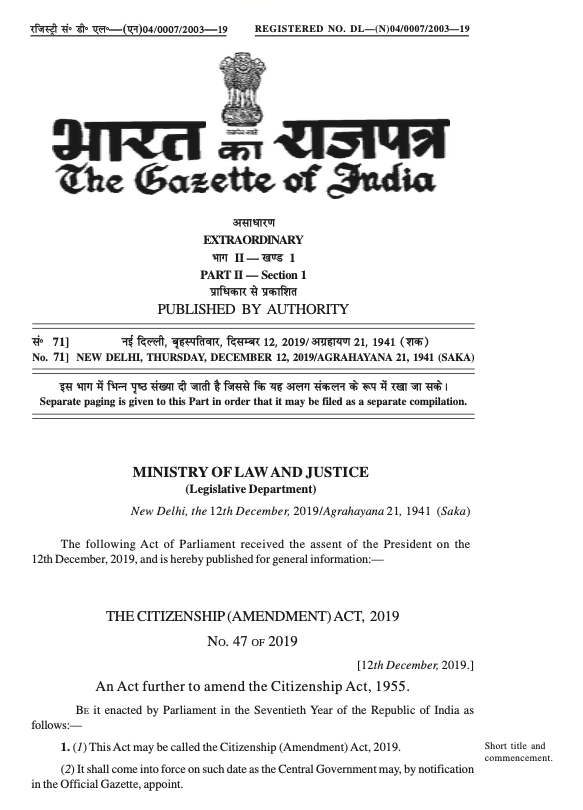 रजिस्ट्री सं॰ डी॰ एल॰—(एन)04/0007/2003—19
REGISTERED NO. DL—(N)04/0007/2003—19
भारत का राजपत्र
The Gazette of India
असाधारण
EXTRAORDINARY
भाग II — खण्ड 1
PART II — Section 1
प्राधिकार से प्रकाशित
PUBLISHED BY AUTHORITY
सं॰ 71] नई दिल्ली, बृहस्पतिवार, दिसम्बर 12, 2019/ अग्रहायण 21, 1941 (शक)
No. 71] NEW DELHI, THURSDAY, DECEMBER 12, 2019/AGRAHAYANA 21, 1941 (SAKA)
इस भाग में भिन्न पृष्ठ संख्या दी जाती है जिससे कि यह अलग संकलन के रूप में रखा जा सके।
Separate paging is given to this Part in order that it may be filed as a separate compilation.
MINISTRY OF LAW AND JUSTICE
(Legislative Department)
New Delhi, the 12th December, 2019/Agrahayana 21, 1941 (Saka)
The following Act of Parliament received the assent of the President on the
12th December, 2019, and is hereby published for general information:—
THE CITIZENSHIP (AMENDMENT) ACT, 2019
NO. 47 OF 2019
[12th December, 2019.]
An Act further to amend the Citizenship Act, 1955.
BE it enacted by Parliament in the Seventieth Year of the Republic of India as
follows:—
1. (1) This Act may be called the Citizenship (Amendment) Act, 2019.
Short title and
commencement.
(2) It shall come into force on such date as the Central Government may, by notification
in the Official Gazette, appoint.